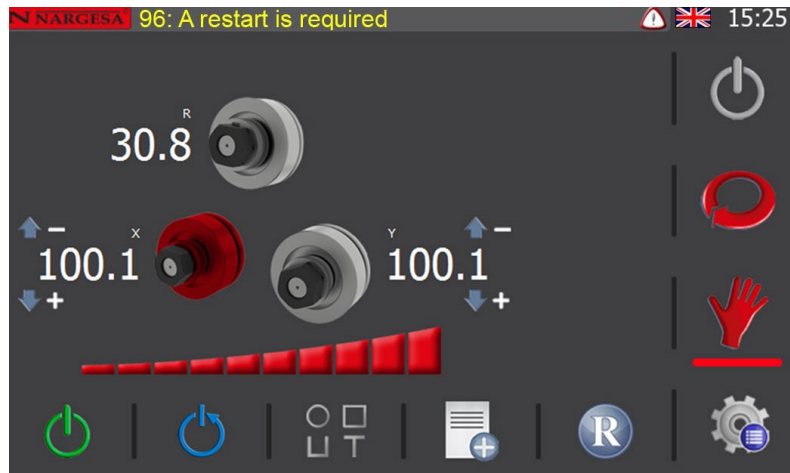 N NARGESA 96: A restart is required 15:25
R
30.8
X Y
100.1 100.1
R